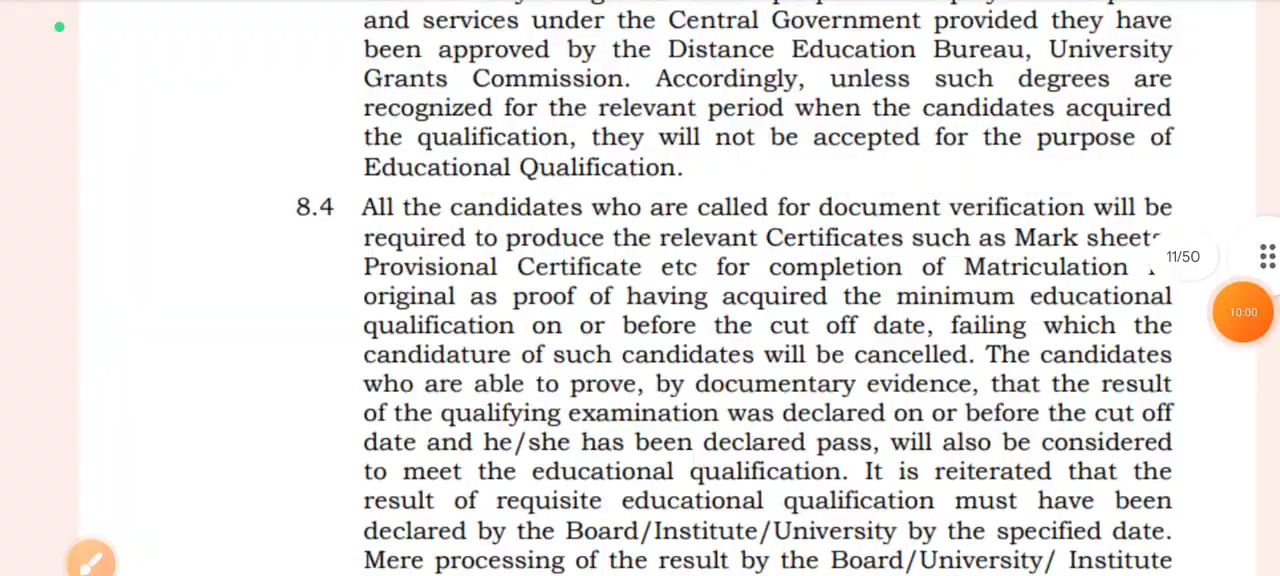 and services under the Central Government provided they have
been approved by the Distance Education Bureau, University
Grants Commission. Accordingly, unless such degrees are
recognized for the relevant period when the candidates acquired
the qualification, they will not be accepted for the purpose of
Educational Qualification.
8.4 All the candidates who are called for document verification will be
required to produce the relevant Certificates such as Mark sheets
Provisional Certificate etc for completion of Matriculation
original as proof of having acquired the minimum educational
qualification on or before the cut off date, failing which the
candidature of such candidates will be cancelled. The candidates
who are able to prove, by documentary evidence, that the result
of the qualifying examination was declared on or before the cut off
date and he/she has been declared pass, will also be considered
to meet the educational qualification. It is reiterated that the
result of requisite educational qualification must have been
declared by the Board/Institute/University by the specified date.
Mere processing of the result by the Board/University/ Institute
11/50
10:00